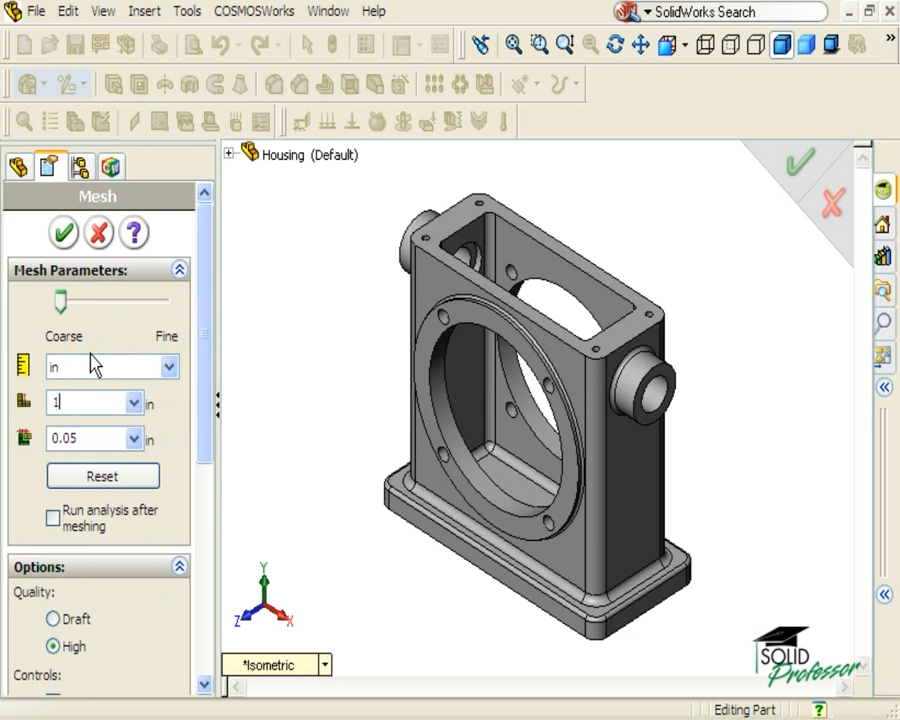 File Edit View Insert Tools COSMOSWorks Window Help
SolidWorks Search
Housing (Default)
Mesh
Mesh Parameters:
Coarse Fine
in
1 in
0.05 in
Reset
Run analysis after
meshing
Options:
Quality:
Draft
High
Controls:
Y
Z X
*Isometric
SOLID
Professor
Editing Part